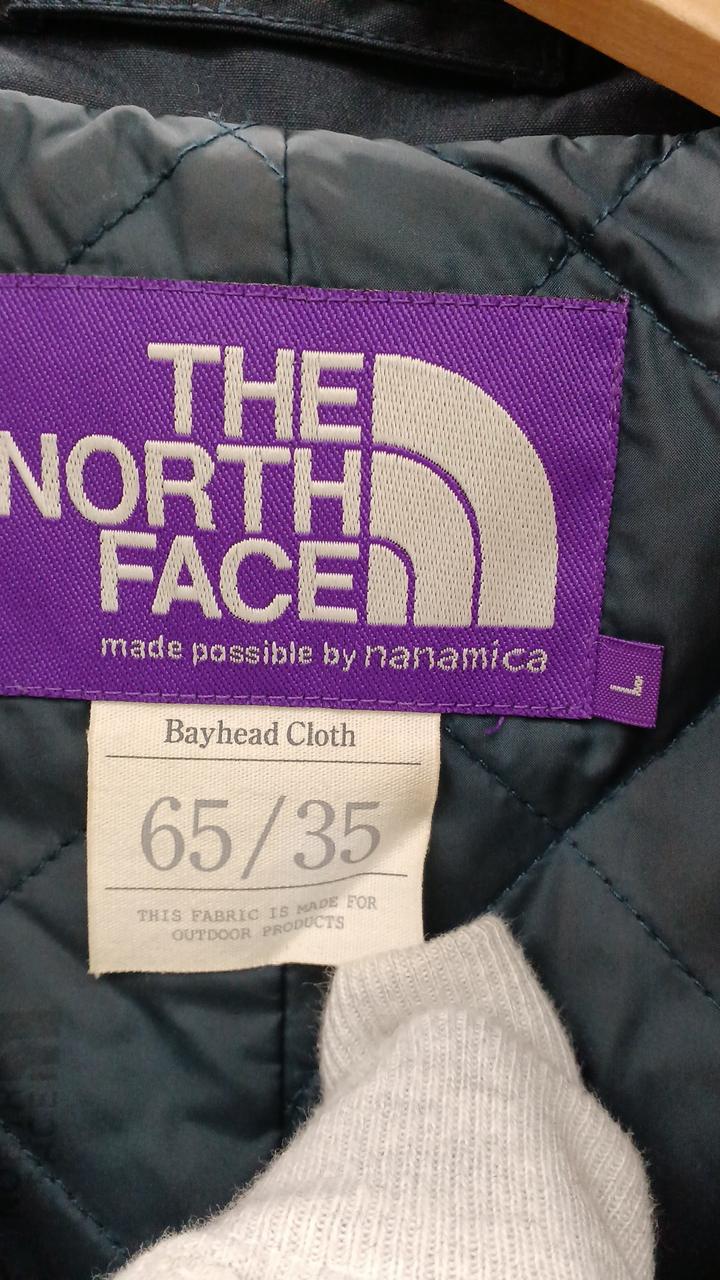 THE
NORTH
FACE
made possible by nanamica
L
Bayhead Cloth
65/35
THIS FABRIC IS MADE FOR
OUTDOOR PRODUCTS